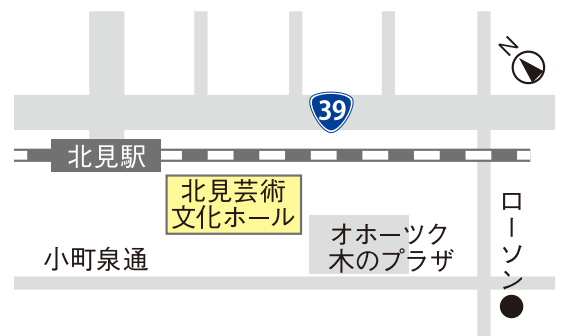 N
39
北見駅
北見芸術
文化ホール
オホーツク
木のプラザ
小町泉通
ローソン